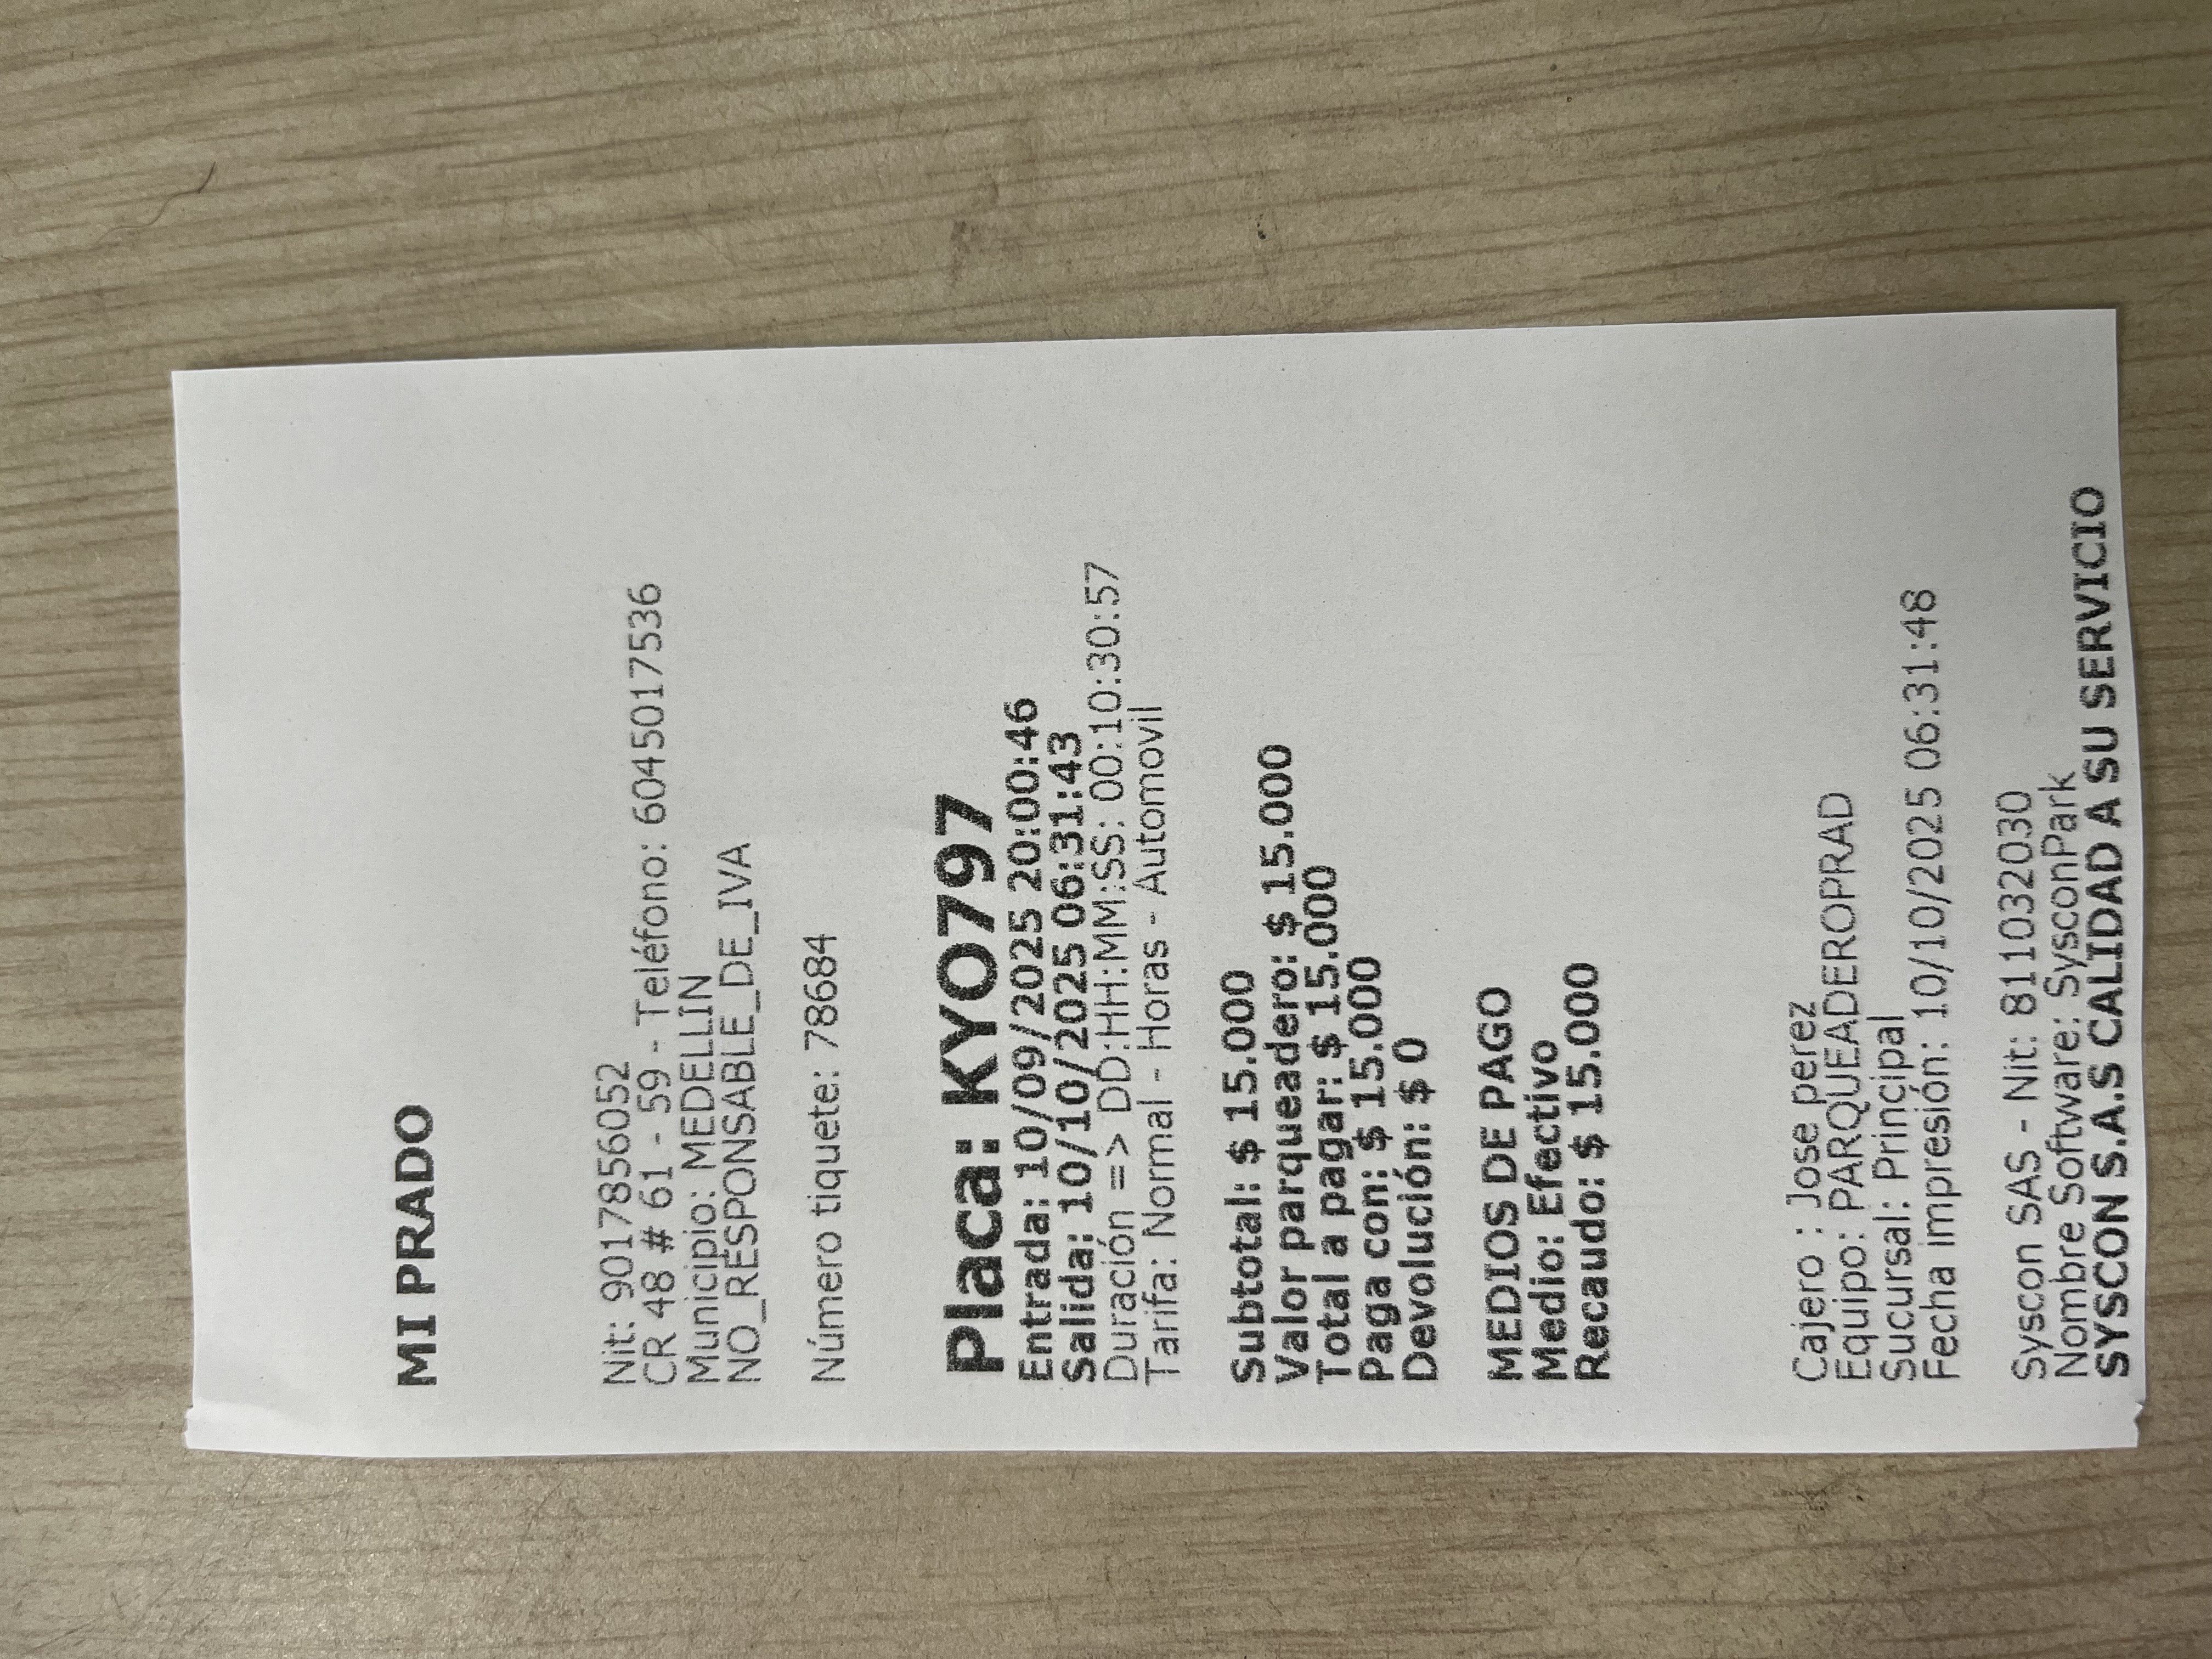 MI PRADO
Nit: 9017856052
CR 48 # 61 - 59 - Teléfono: 6045017536
Municipio: MEDELLIN
NO_RESPONSABLE_DE_IVA
Número tiquete: 78684
Placa: KYO797
Entrada: 10/09/2025 20:00:46
Salida: 10/10/2025 06:31:43
Duración => DD:HH:MM:SS: 00:10:30:57
Tarifa: Normal - Horas - Automovil
Subtotal: $ 15.000
Valor parqueadero: $ 15.000
Total a pagar: $ 15.000
Paga con: $ 15.000
Devolución: $ 0
MEDIOS DE PAGO
Medio: Efectivo
Recaudo: $ 15.000
Cajero : Jose perez
Equipo: PARQUEADEROPRAD
Sucursal: Principal
Fecha impresión: 10/10/2025 06:31:48
Syscon SAS - Nit: 811032030
Nombre Software: SysconPark
SYSCON S.A.S CALIDAD A SU SERVICIO